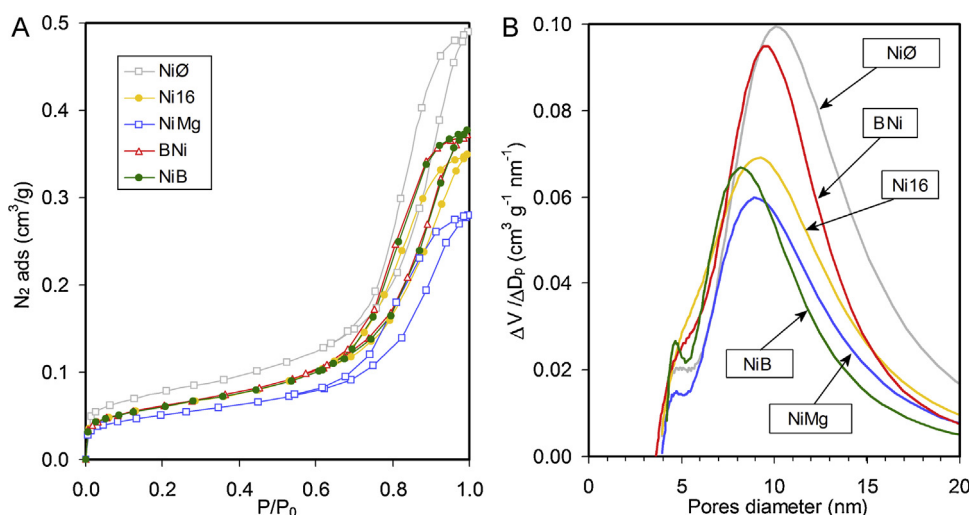 A
N2 ads (cm3/g)
0.5
0.4
0.3
0.2
0.1
0.0
NiØ
Ni16
NiMg
BNi
NiB
0.0 0.2 0.4 0.6 0.8 1.0
P/P0
B
ΔV/ΔDp (cm3 g-1 nm-1)
0.10
0.08
0.06
0.04
0.02
0.00
NiØ
BNi
Ni16
NiB
NiMg
0 5 10 15 20
Pores diameter (nm)